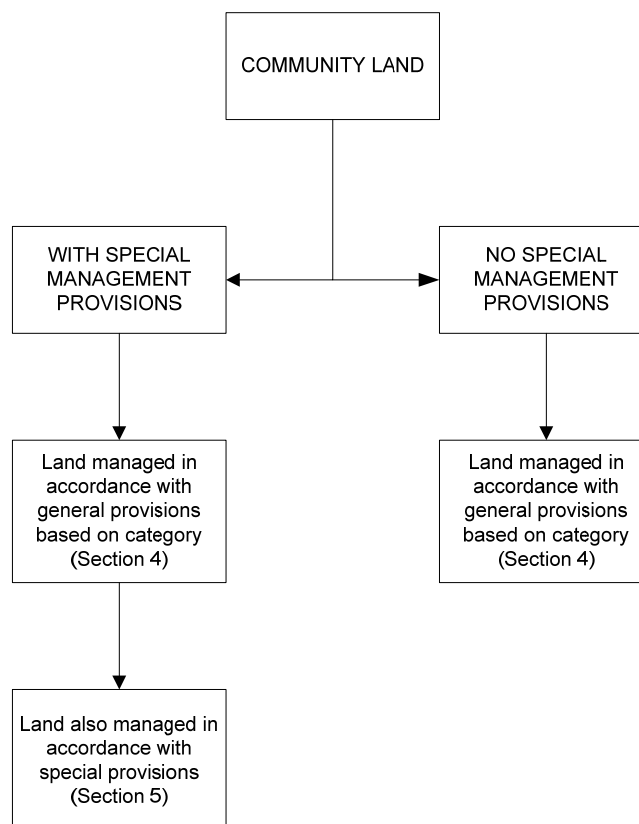 COMMUNITY LAND
WITH SPECIAL
MANAGEMENT
PROVISIONS
NO SPECIAL
MANAGEMENT
PROVISIONS
Land managed in
accordance with
general provisions
based on category
(Section 4)
Land managed in
accordance with
general provisions
based on category
(Section 4)
Land also managed in
accordance with
special provisions
(Section 5)